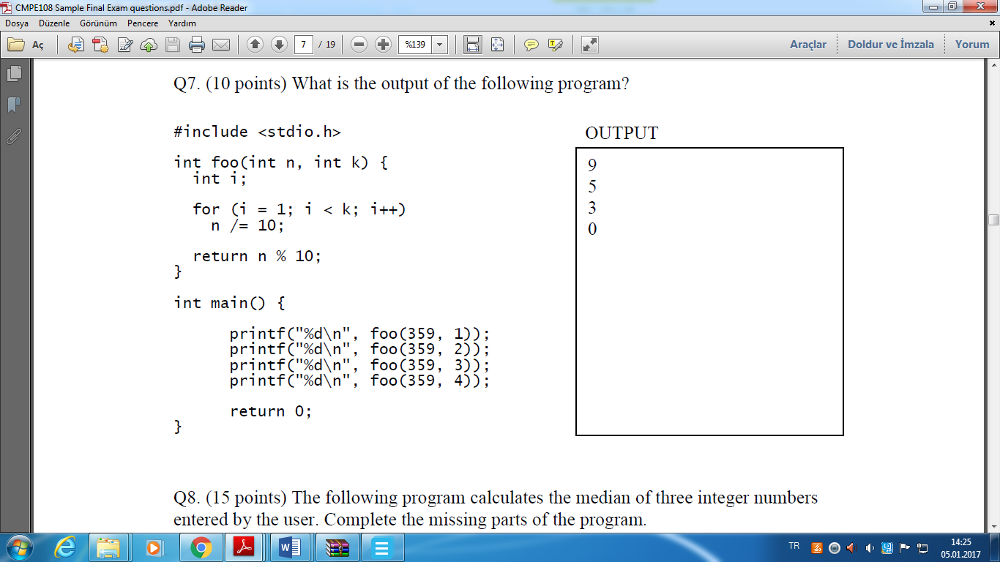 CMPE108 Sample Final Exam questions.pdf - Adobe Reader
Dosya Düzenle Görünüm Pencere Yardım
Aç 7 / 19 %139 Araçlar Doldur ve İmzala Yorum
Q7. (10 points) What is the output of the following program?
#include <stdio.h>
int foo(int n, int k) {
int i;
for (i = 1; i < k; i++)
n /= 10;
return n % 10;
}
int main() {
printf("%d\n", foo(359, 1));
printf("%d\n", foo(359, 2));
printf("%d\n", foo(359, 3));
printf("%d\n", foo(359, 4));
return 0;
}
OUTPUT
9
5
3
0
Q8. (15 points) The following program calculates the median of three integer numbers
entered by the user. Complete the missing parts of the program.
TR
14:25
05.01.2017